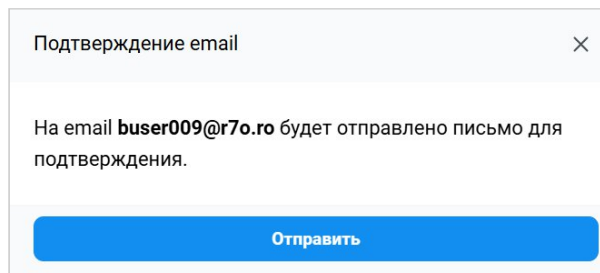 Подтверждение email
На email buser009@r7o.ro будет отправлено письмо для
подтверждения.
Отправить